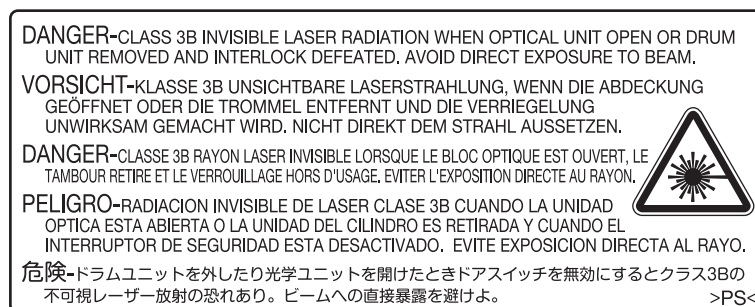 DANGER-CLASS 3B INVISIBLE LASER RADIATION WHEN OPTICAL UNIT OPEN OR DRUM
UNIT REMOVED AND INTERLOCK DEFEATED. AVOID DIRECT EXPOSURE TO BEAM.
VORSICHT-KLASSE 3B UNSICHTBARE LASERSTRAHLUNG, WENN DIE ABDECKUNG
GEÖFFNET ODER DIE TROMMEL ENTFERNT UND DIE VERRIEGELUNG
UNWIRKSAM GEMACHT WIRD. NICHT DIREKT DEM STRAHL AUSSETZEN.
DANGER-CLASSE 3B RAYON LASER INVISIBLE LORSQUE LE BLOC OPTIQUE EST OUVERT, LE
TAMBOUR RETIRE ET LE VERROUILLAGE HORS D'USAGE. EVITER L'EXPOSITION DIRECTE AU RAYON.
PELIGRO-RADIACION INVISIBLE DE LASER CLASE 3B CUANDO LA UNIDAD
OPTICA ESTA ABIERTA O LA UNIDAD DEL CILINDRO ES RETIRADA Y CUANDO EL
INTERRUPTOR DE SEGURIDAD ESTA DESACTIVADO. EVITE EXPOSICION DIRECTA AL RAYO.
危険-ドラムユニットを外したり光学ユニットを開けたときドアスイッチを無効にするとクラス3Bの
不可視レーザー放射の恐れあり。ビームへの直接暴露を避けよ。 >PS<